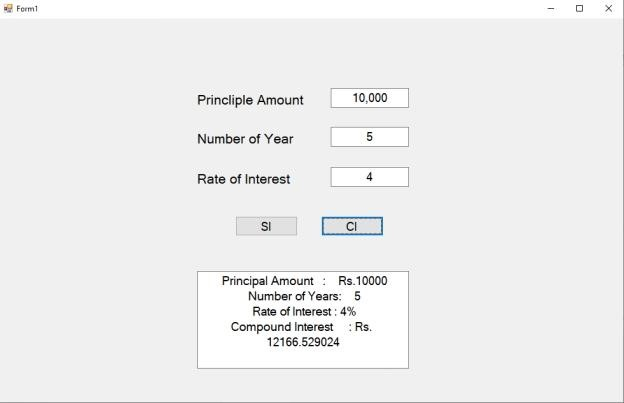 Form1
Princliple Amount 10,000
Number of Year 5
Rate of Interest 4
SI CI
Principal Amount : Rs.10000
Number of Years: 5
Rate of Interest : 4%
Compound Interest : Rs.
12166.529024